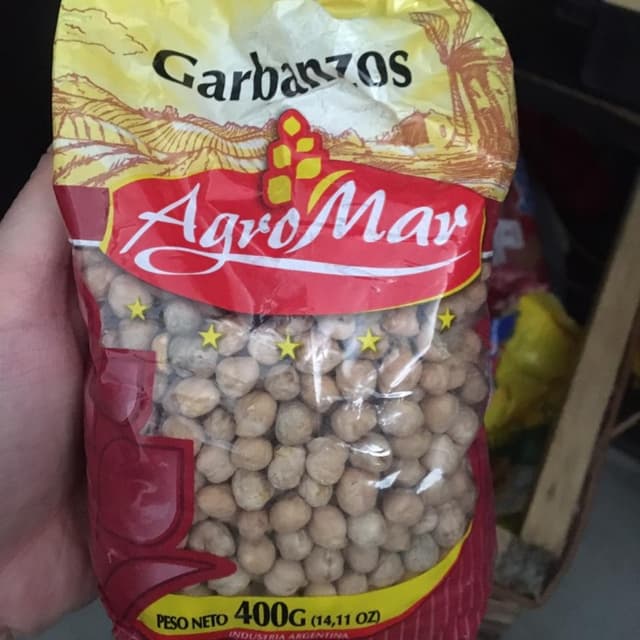 Garbanzos
AgroMar
PESO NETO 400G (14,11 OZ)
INDUSTRIA ARGENTINA